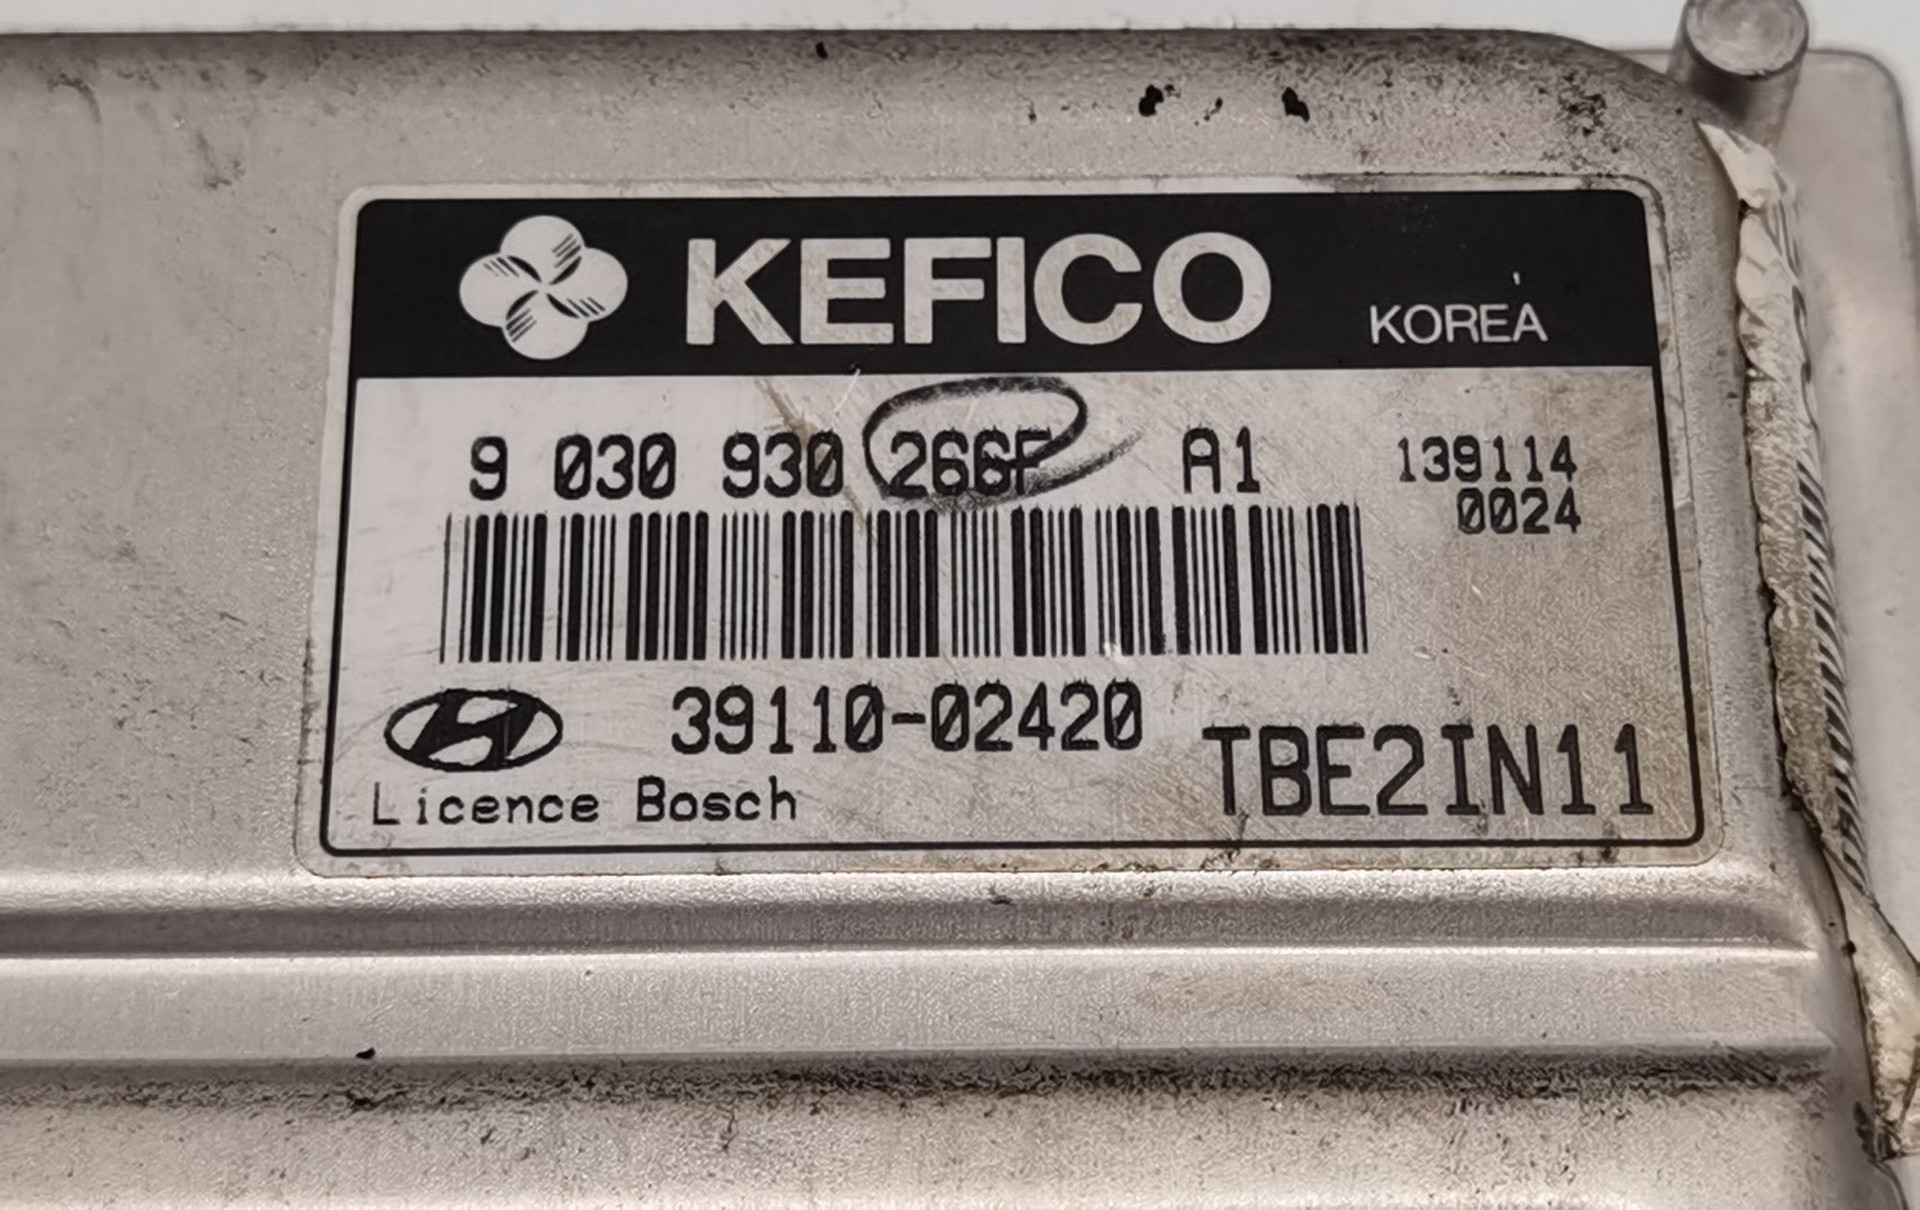 KEFICO KOREA
9 030 930 266F A1 139114
0024
39110-02420
TBE2IN11
Licence Bosch